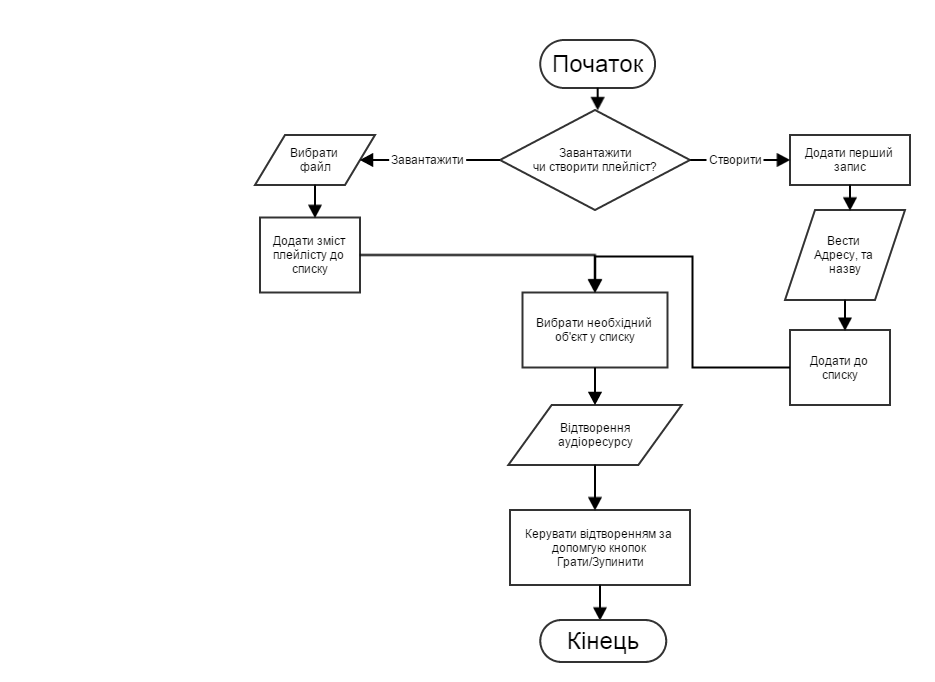 Початок
Завантажити
чи створити плейліст?
Завантажити
Створити
Вибрати
файл
Додати перший
запис
Додати зміст
плейлісту до
списку
Вести
Адресу, та
назву
Вибрати необхідний
об'єкт у списку
Додати до
списку
Відтворення
аудіоресурсу
Керувати відтворенням за
допомгую кнопок
Грати/Зупинити
Кінець